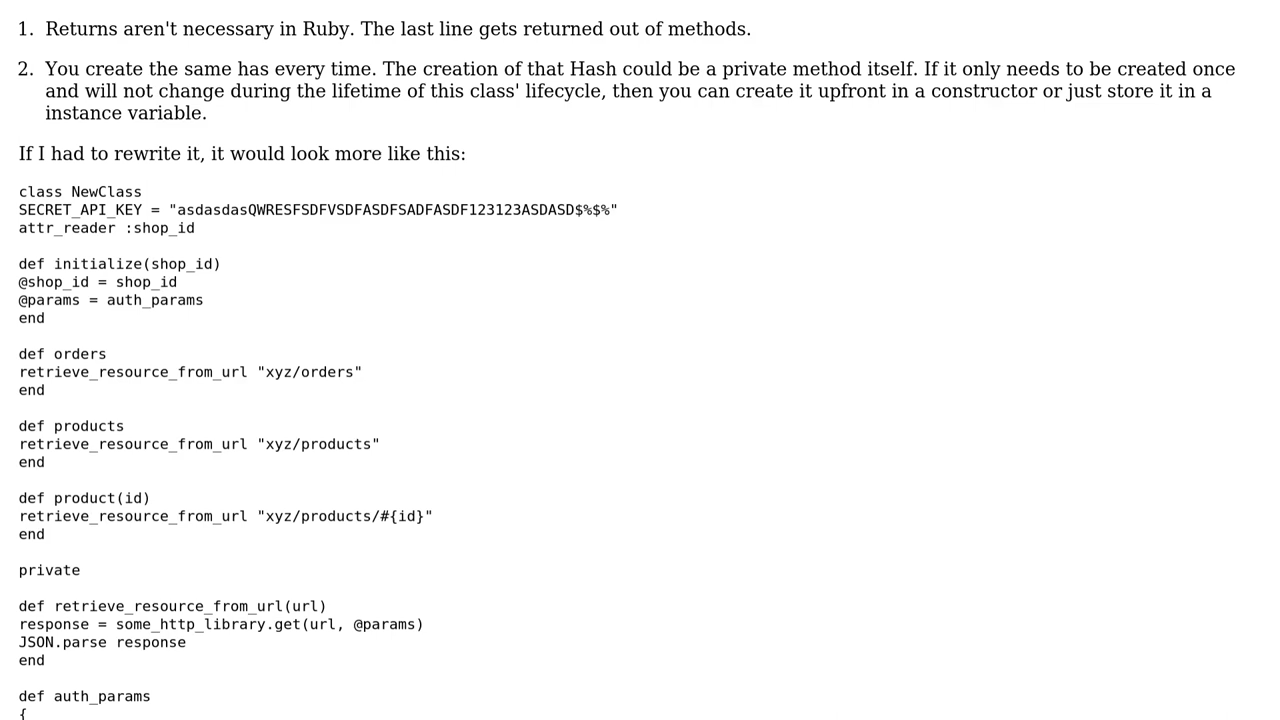 1. Returns aren't necessary in Ruby. The last line gets returned out of methods.
2. You create the same has every time. The creation of that Hash could be a private method itself. If it only needs to be created once
and will not change during the lifetime of this class' lifecycle, then you can create it upfront in a constructor or just store it in a
instance variable.
If I had to rewrite it, it would look more like this:
class NewClass
SECRET_API_KEY = "asdasdasQWRESFSDFVSDFASDFSADFASDF123123ASDASD$%$%"
attr_reader :shop_id
def initialize(shop_id)
@shop_id = shop_id
@params = auth_params
end
def orders
retrieve_resource_from_url "xyz/orders"
end
def products
retrieve_resource_from_url "xyz/products"
end
def product(id)
retrieve_resource_from_url "xyz/products/#{id}"
end
private
def retrieve_resource_from_url(url)
response = some_http_library.get(url, @params)
JSON.parse response
end
def auth_params
{